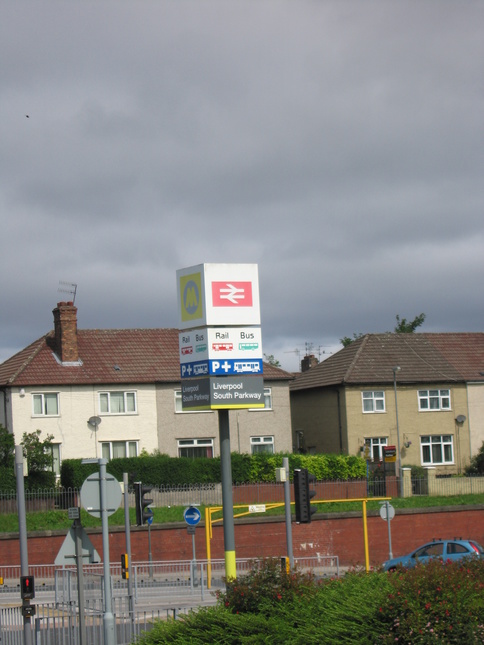 M
Rail Bus
Rail Bus
P+
P+
Liverpool
South Parkway
Liverpool
South Parkway